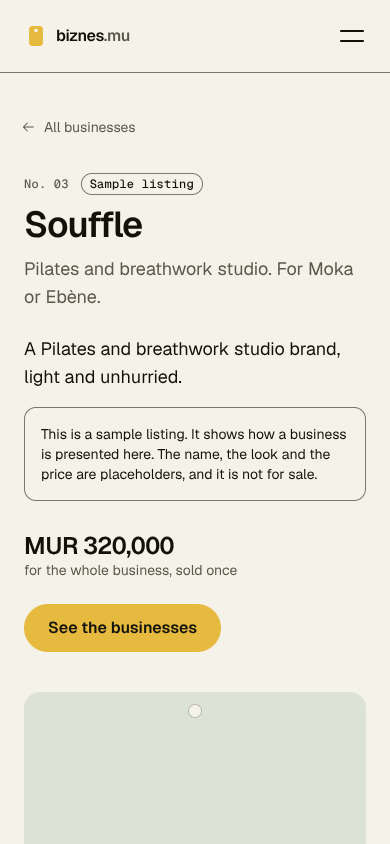 biznes.mu
← All businesses
No. 03 Sample listing
Souffle
Pilates and breathwork studio. For Moka
or Ebène.
A Pilates and breathwork studio brand,
light and unhurried.
This is a sample listing. It shows how a business
is presented here. The name, the look and the
price are placeholders, and it is not for sale.
MUR 320,000
for the whole business, sold once
See the businesses